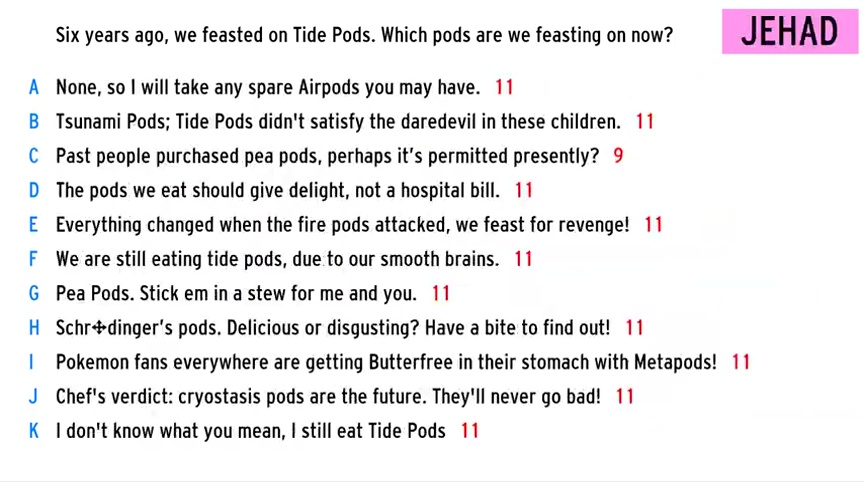 Six years ago, we feasted on Tide Pods. Which pods are we feasting on now?
JEHAD
A None, so I will take any spare Airpods you may have. 11
B Tsunami Pods; Tide Pods didn't satisfy the daredevil in these children. 11
C Past people purchased pea pods, perhaps it’s permitted presently? 9
D The pods we eat should give delight, not a hospital bill. 11
E Everything changed when the fire pods attacked, we feast for revenge! 11
F We are still eating tide pods, due to our smooth brains. 11
G Pea Pods. Stick em in a stew for me and you. 11
H Schr✣dinger’s pods. Delicious or disgusting? Have a bite to find out! 11
I Pokemon fans everywhere are getting Butterfree in their stomach with Metapods! 11
J Chef's verdict: cryostasis pods are the future. They'll never go bad! 11
K I don't know what you mean, I still eat Tide Pods 11